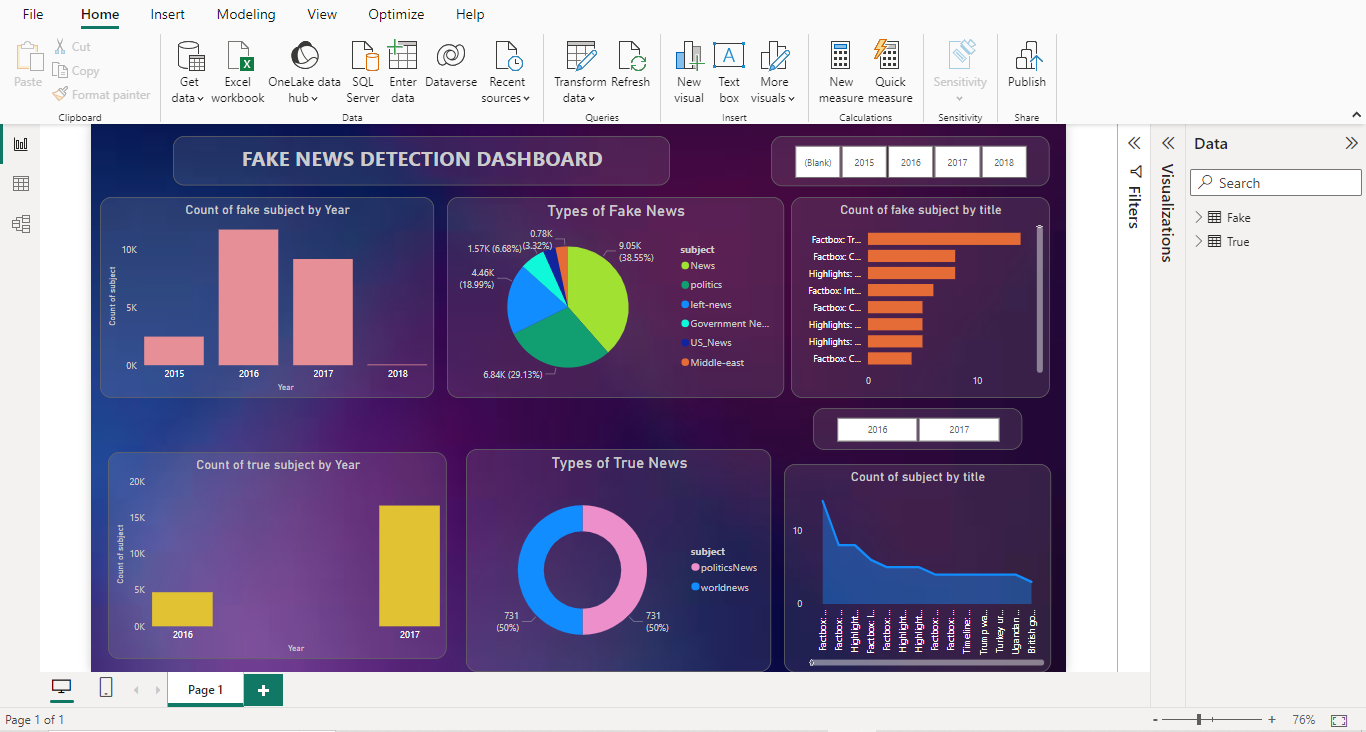 File Home Insert Modeling View Optimize Help
Paste
Cut
Copy
Format painter
Clipboard
Get data
Excel workbook
OneLake data hub
SQL Server
Enter data
Dataverse
Recent sources
Data
Transform data
Refresh
Queries
New visual
Text box
More visuals
Insert
New measure
Quick measure
Calculations
Sensitivity
Sensitivity
Publish
Share
FAKE NEWS DETECTION DASHBOARD
(Blank) 2015 2016 2017 2018
Count of fake subject by Year
Count of subject
10K
5K
0K
2015 2016 2017 2018
Year
Types of Fake News
0.78K
(3.32%)
1.57K (6.68%)
9.05K
(38.55%)
4.46K
(18.99%)
6.84K (29.13%)
subject
News
politics
left-news
Government Ne...
US_News
Middle-east
Count of fake subject by title
Factbox: Tr...
Factbox: C...
Highlights: ...
Factbox: Int...
Factbox: C...
Highlights: ...
Highlights: ...
Factbox: C...
0 10
2016 2017
Count of true subject by Year
Count of subject
20K
15K
10K
5K
0K
2016 2017
Year
Types of True News
731
(50%)
731
(50%)
subject
politicsNews
worldnews
Count of subject by title
10
0
Factbox: ...
Factbox: ...
Highlight...
Factbox: I...
Factbox: ...
Highlight...
Highlight...
Factbox: ...
Factbox: ...
Timeline: ...
Trump wa...
Turkey ur...
Ugandan ...
British go...
Filters
Visualizations
Data
Search
Fake
True
Page 1
Page 1 of 1
- + 76%